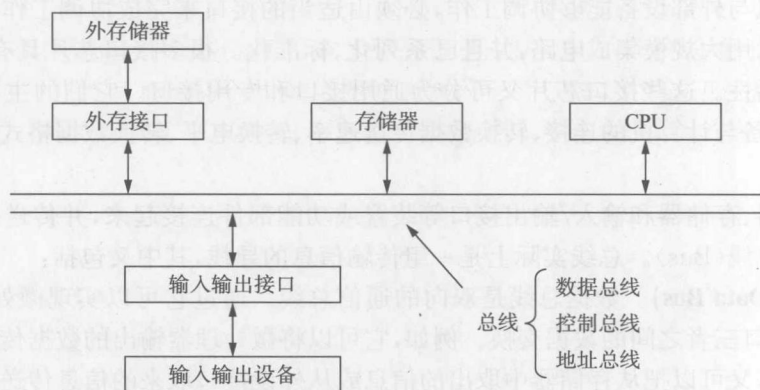 外存储器
外存接口
存储器
CPU
输入输出接口
输入输出设备
总线
数据总线
控制总线
地址总线